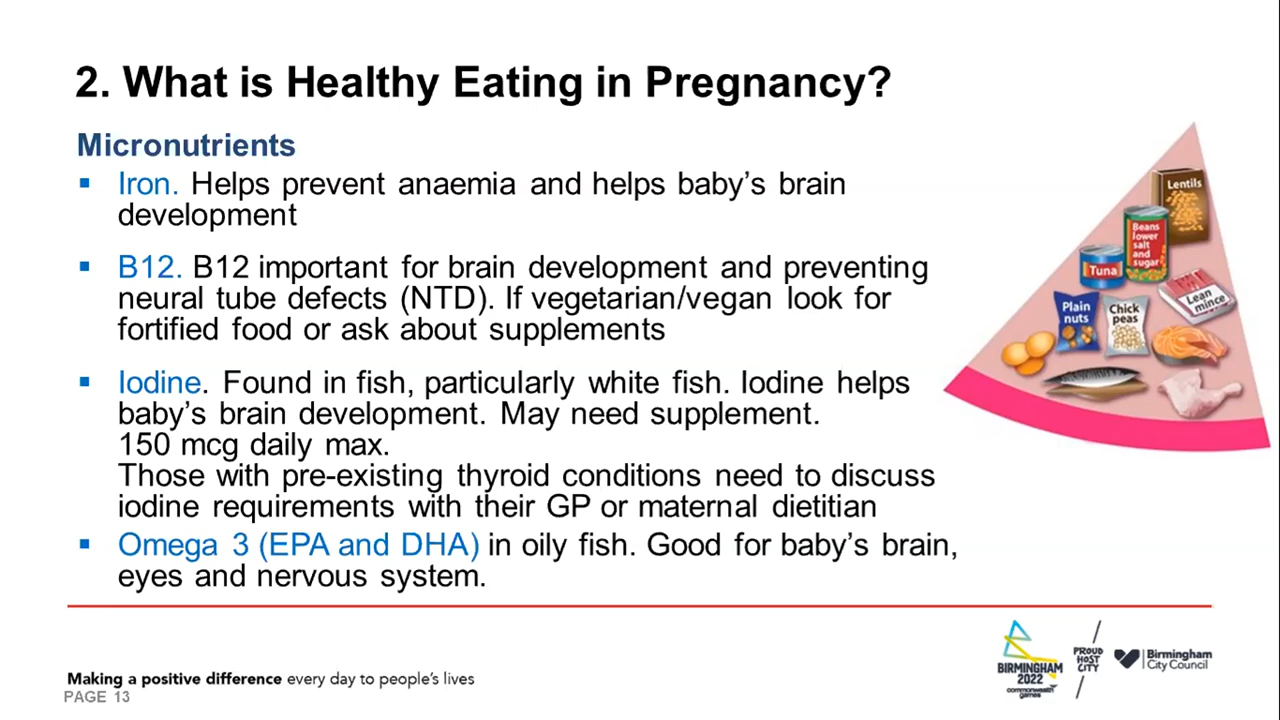 2. What is Healthy Eating in Pregnancy?
Micronutrients
▪ Iron. Helps prevent anaemia and helps baby’s brain
development
▪ B12. B12 important for brain development and preventing
neural tube defects (NTD). If vegetarian/vegan look for
fortified food or ask about supplements
▪ Iodine. Found in fish, particularly white fish. Iodine helps
baby’s brain development. May need supplement.
150 mcg daily max.
Those with pre-existing thyroid conditions need to discuss
iodine requirements with their GP or maternal dietitian
▪ Omega 3 (EPA and DHA) in oily fish. Good for baby’s brain,
eyes and nervous system.
Lentils
Beans
lower
salt
and
sugar
Tuna
Lean
mince
Plain
nuts
Chick
peas
Making a positive difference every day to people’s lives
PAGE 13
BIRMINGHAM
2022
commonwealth
games
PROUD
HOST
CITY
Birmingham
City Council